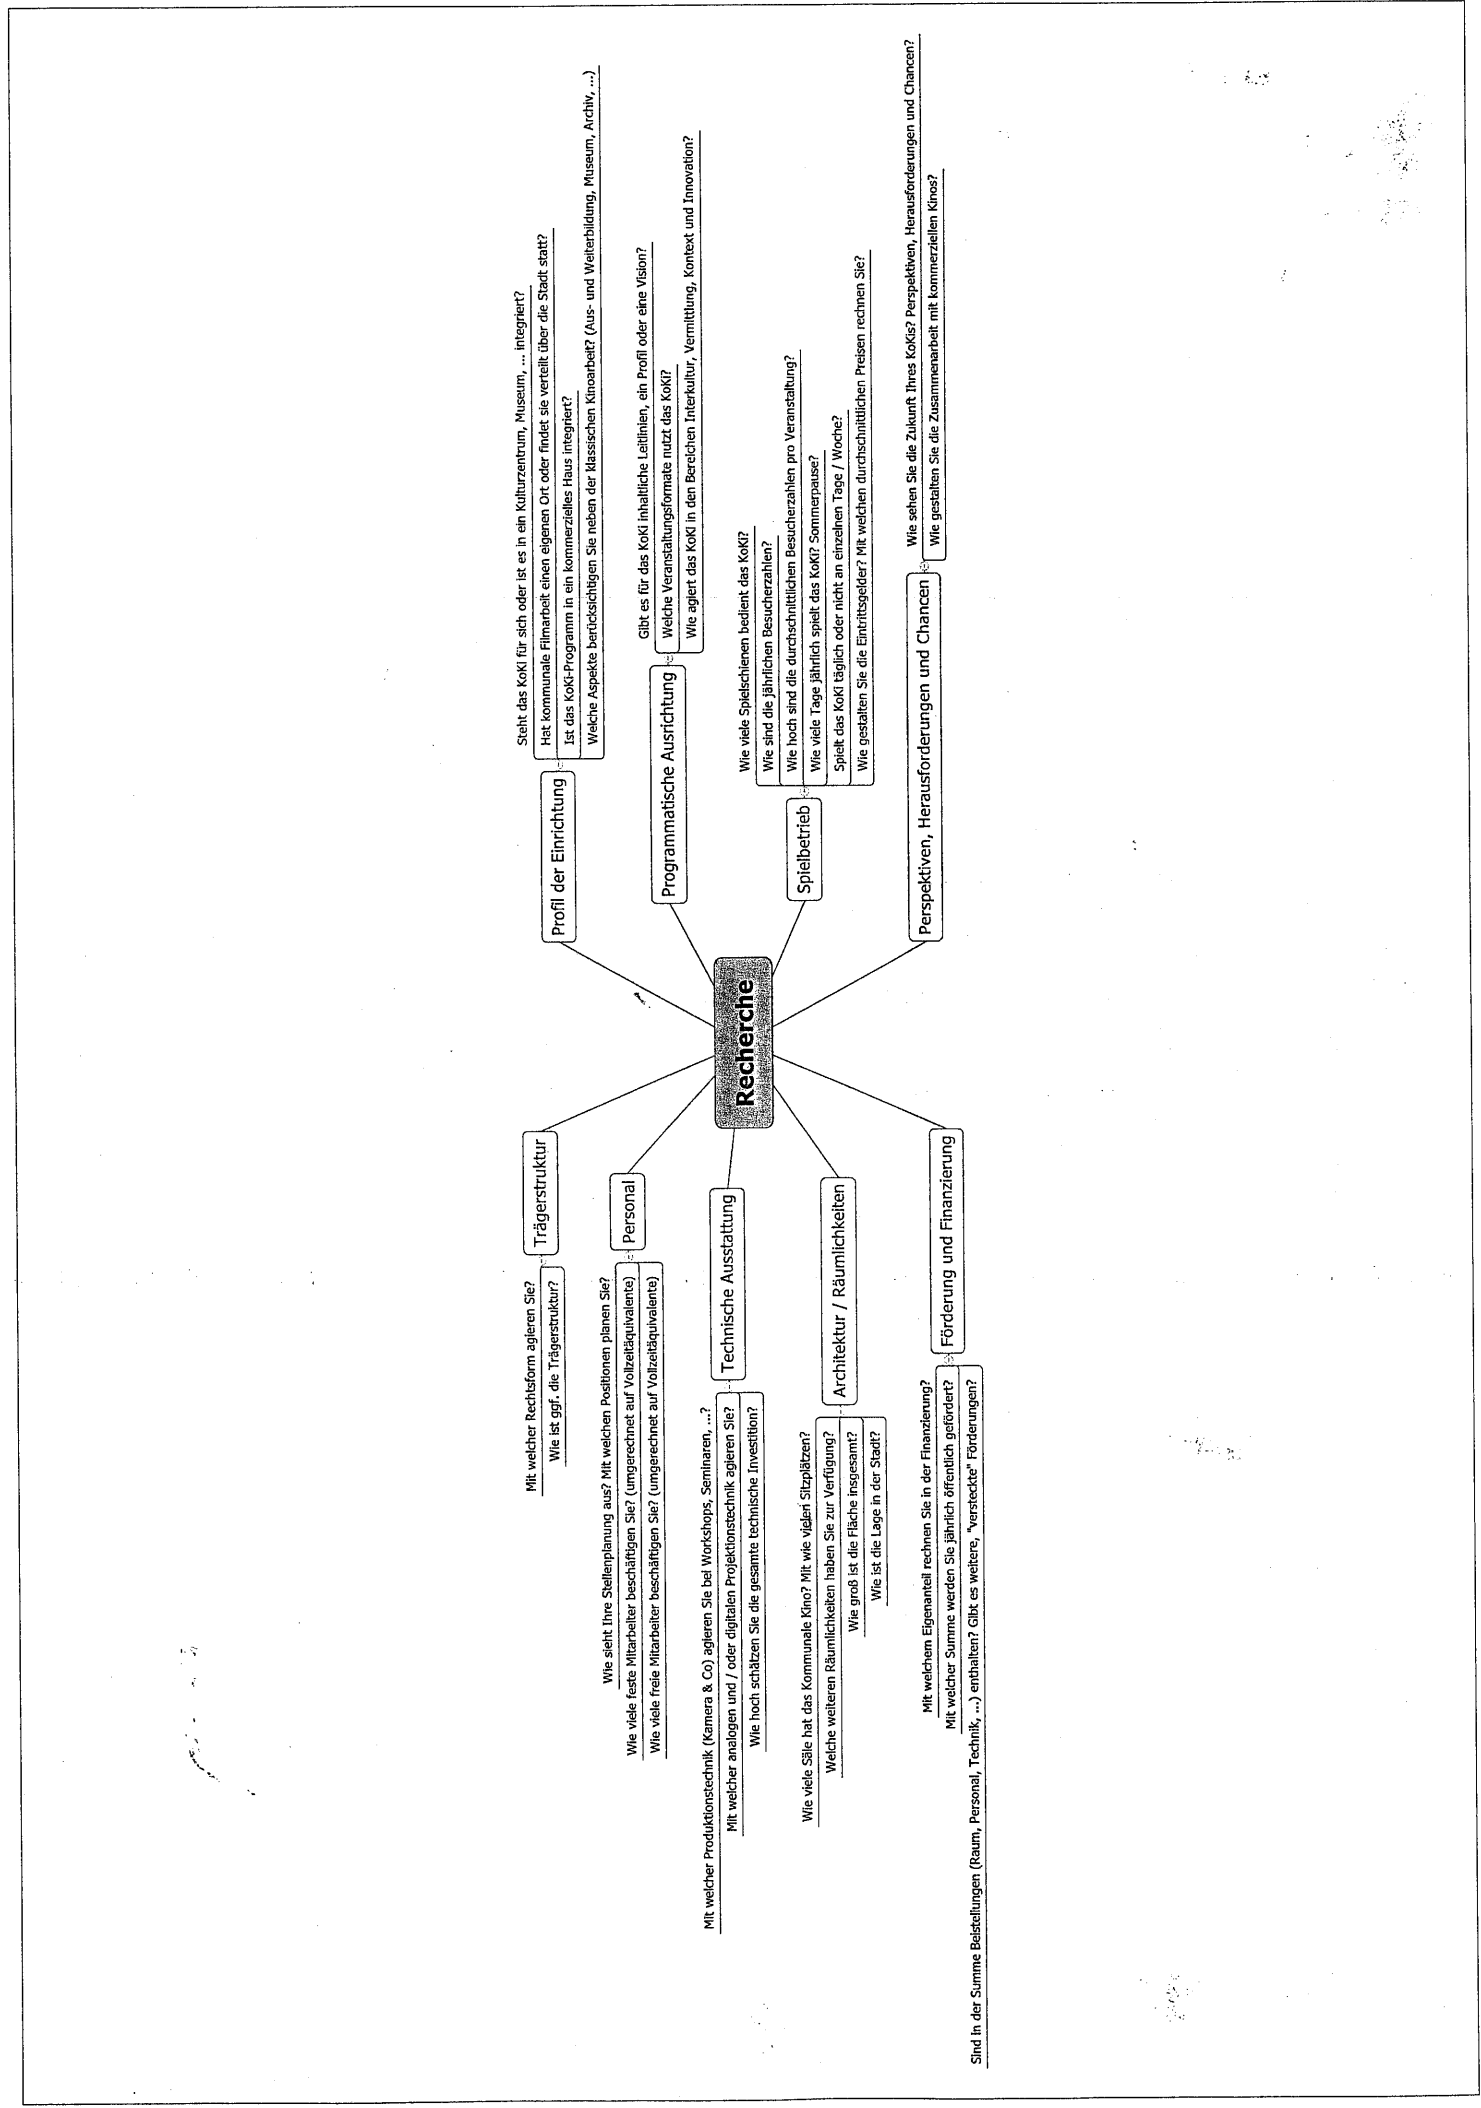 Recherche
Trägerstruktur
Mit welcher Rechtsform agieren Sie?
Wie ist ggf. die Trägerstruktur?
Personal
Wie sieht Ihre Stellenplanung aus? Mit welchen Positionen planen Sie?
Wie viele feste Mitarbeiter beschäftigen Sie? (umgerechnet auf Vollzeitäquivalente)
Wie viele freie Mitarbeiter beschäftigen Sie? (umgerechnet auf Vollzeitäquivalente)
Technische Ausstattung
Mit welcher Produktionstechnik (Kamera & Co) agieren Sie bei Workshops, Seminaren, ...?
Mit welcher analogen und / oder digitalen Projektionstechnik agieren Sie?
Wie hoch schätzen Sie die gesamte technische Investition?
Architektur / Räumlichkeiten
Wie viele Säle hat das Kommunale Kino? Mit wie vielen Sitzplätzen?
Welche weiteren Räumlichkeiten haben Sie zur Verfügung?
Wie groß ist die Fläche insgesamt?
Wie ist die Lage in der Stadt?
Förderung und Finanzierung
Mit welchem Eigenanteil rechnen Sie in der Finanzierung?
Mit welcher Summe werden Sie jährlich öffentlich gefördert?
Sind in der Summe Beistellungen (Raum, Personal, Technik, ...) enthalten? Gibt es weitere, "versteckte" Förderungen?
Profil der Einrichtung
Steht das KoKi für sich oder ist es in ein Kulturzentrum, Museum, ... integriert?
Hat kommunale Filmarbeit einen eigenen Ort oder findet sie verteilt über die Stadt statt?
Ist das KoKi-Programm in ein kommerzielles Haus integriert?
Welche Aspekte berücksichtigen Sie neben der klassischen Kinoarbeit? (Aus- und Weiterbildung, Museum, Archiv, ...)
Programmatische Ausrichtung
Gibt es für das KoKi inhaltliche Leitlinien, ein Profil oder eine Vision?
Welche Veranstaltungsformate nutzt das KoKi?
Wie agiert das KoKi in den Bereichen Interkultur, Vermittlung, Kontext und Innovation?
Spielbetrieb
Wie viele Spielschienen bedient das KoKi?
Wie sind die jährlichen Besucherzahlen?
Wie hoch sind die durchschnittlichen Besucherzahlen pro Veranstaltung?
Wie viele Tage jährlich spielt das KoKi? Sommerpause?
Spielt das KoKi täglich oder nicht an einzelnen Tage / Woche?
Wie gestalten Sie die Eintrittsgelder? Mit welchen durchschnittlichen Preisen rechnen Sie?
Perspektiven, Herausforderungen und Chancen
Wie sehen Sie die Zukunft Ihres KoKis? Perspektiven, Herausforderungen und Chancen?
Wie gestalten Sie die Zusammenarbeit mit kommerziellen Kinos?